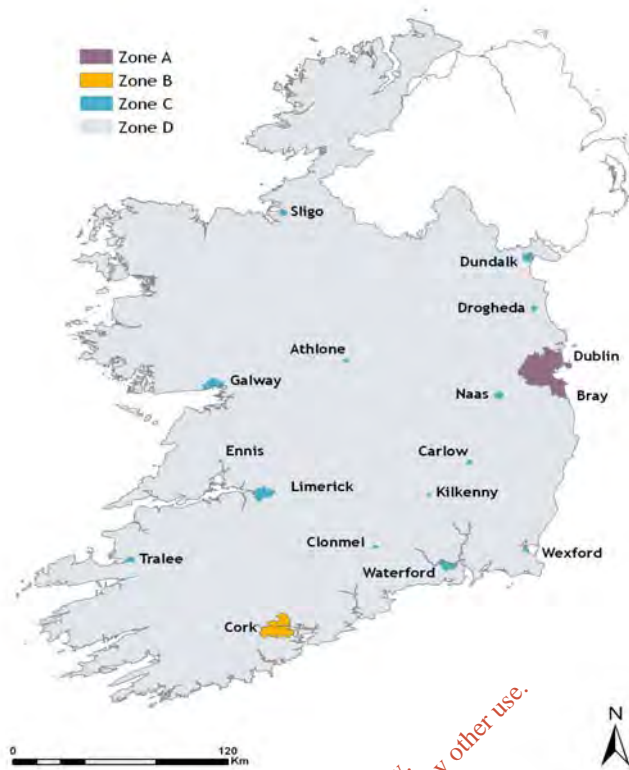 Zone A
Zone B
Zone C
Zone D
Sligo
Dundalk
Drogheda
Athlone
Dublin
Galway
Naas
Bray
Ennis
Carlow
Limerick
Kilkenny
Clonmel
Wexford
Tralee
Waterford
Cork
other use.
N
0 120
Km